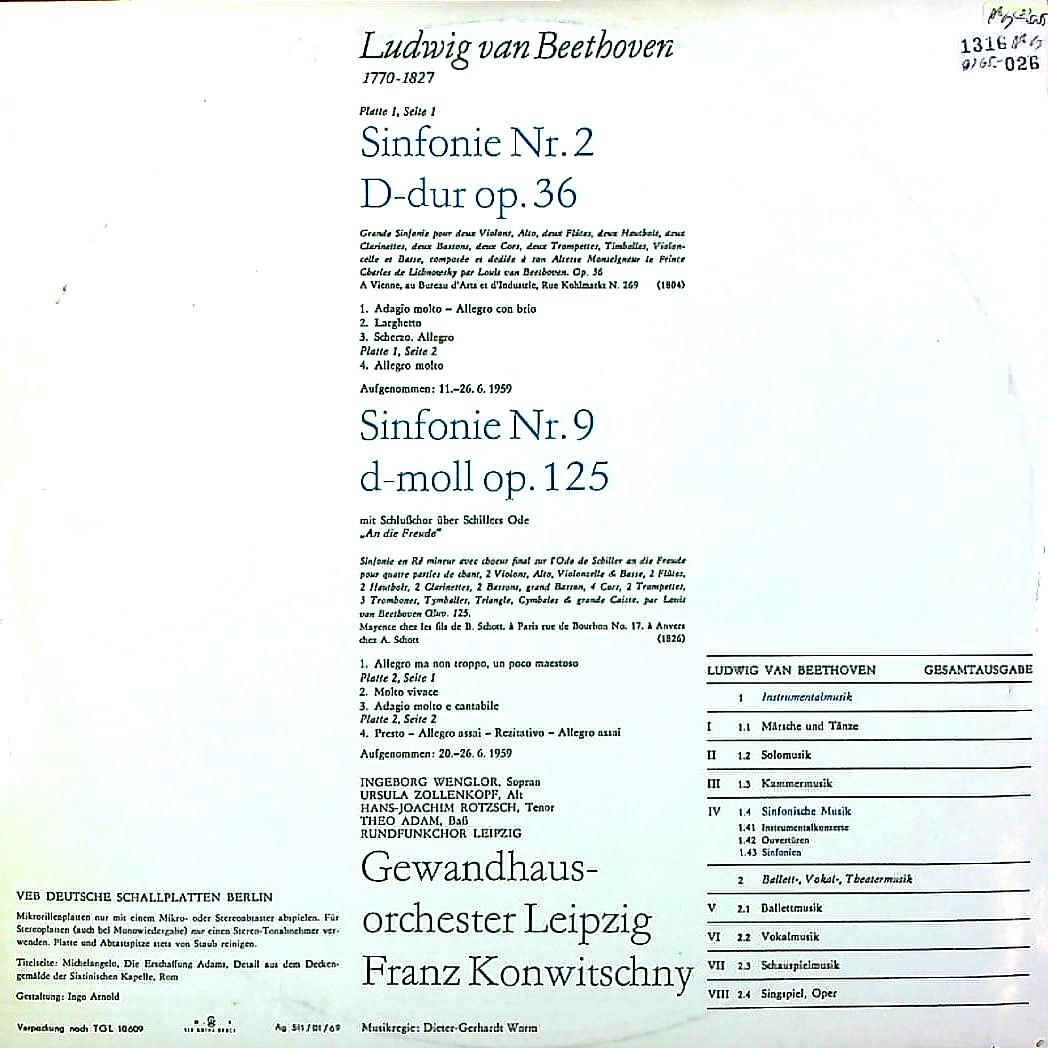 Ludwig van Beethoven
1770-1827
1316
026
Platte 1, Seite 1
Sinfonie Nr. 2
D-dur op. 36
Grande Sinfonie pour deux Violons, Alto, deux Flûtes, deux Hautbois, deux
Clarinettes, deux Bassons, deux Cors, deux Trompettes, Timballes, Violon-
celle et Basse, composée et dediée à son Altesse Monseigneur le Prince
Charles de Lichnowsky par Louis van Beethoven. Op. 36
A Vienne, au Bureau d'Arts et d'Industrie, Rue Kohlmarkt N. 269 (1804)
1. Adagio molto – Allegro con brio
2. Larghetto
3. Scherzo. Allegro
Platte 1, Seite 2
4. Allegro molto
Aufgenommen: 11.–26. 6. 1959
Sinfonie Nr. 9
d-moll op. 125
mit Schlußchor über Schillers Ode
„An die Freude“
Sinfonie en Ré mineur avec choeur final sur l'Ode de Schiller an die Freude
pour quatre parties de chant, 2 Violons, Alto, Violoncelle & Basse, 2 Flûtes,
2 Hautbois, 2 Clarinettes, 2 Bassons, grand Basson, 4 Cors, 2 Trompettes,
3 Trombones, Tymballes, Triangle, Cymbales & grande Caisse, par Louis
van Beethoven Œuv. 125.
Mayence chez les fils de B. Schott. à Paris rue de Bourbon No. 17. à Anvers
chez A. Schott (1826)
1. Allegro ma non troppo, un poco maestoso
Platte 2, Seite 1
2. Molto vivace
3. Adagio molto e cantabile
Platte 2, Seite 2
4. Presto – Allegro assai – Rezitativo – Allegro assai
Aufgenommen: 20.–26. 6. 1959
INGEBORG WENGLOR, Sopran
URSULA ZOLLENKOPF, Alt
HANS-JOACHIM ROTZSCH, Tenor
THEO ADAM, Baß
RUNDFUNKCHOR LEIPZIG
Gewandhaus-
orchester Leipzig
Franz Konwitschny
Musikregie: Dieter-Gerhardt Worm
VEB DEUTSCHE SCHALLPLATTEN BERLIN
Mikrorillenplatten nur mit einem Mikro- oder Stereoabtaster abspielen. Für
Stereoplatten (auch bei Monowiedergabe) nur einen Stereo-Tonabnehmer ver-
wenden. Platte und Abtastspitze stets von Staub reinigen.
Titelseite: Michelangelo, Die Erschaffung Adams, Detail aus dem Decken-
gemälde der Sixtinischen Kapelle, Rom
Gestaltung: Ingo Arnold
Verpackung nach TGL 10609
Ag 511/01/69
LUDWIG VAN BEETHOVEN GESAMTAUSGABE
1 Instrumentalmusik
I 1.1 Märsche und Tänze
II 1.2 Solomusik
III 1.3 Kammermusik
IV 1.4 Sinfonische Musik
1.41 Instrumentalkonzerte
1.42 Ouvertüren
1.43 Sinfonien
2 Ballett-, Vokal-, Theatermusik
V 2.1 Ballettmusik
VI 2.2 Vokalmusik
VII 2.3 Schauspielmusik
VIII 2.4 Singspiel, Oper